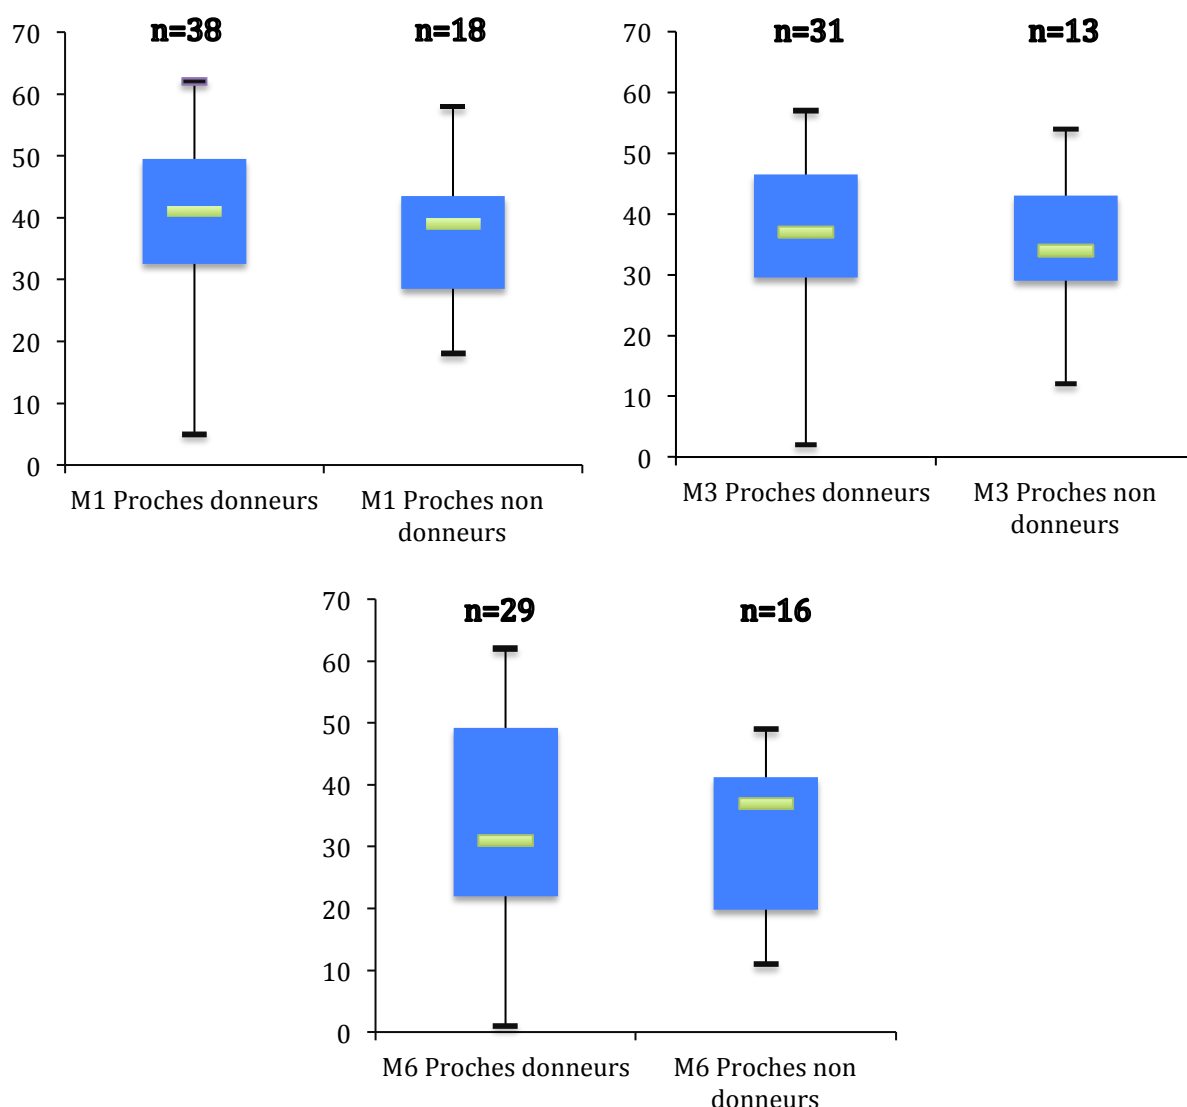 n=38
n=18
70
60
50
40
30
20
10
0
M1 Proches donneurs
M1 Proches non
donneurs
n=31
n=13
70
60
50
40
30
20
10
0
M3 Proches donneurs
M3 Proches non
donneurs
n=29
n=16
70
60
50
40
30
20
10
0
M6 Proches donneurs
M6 Proches non
donneurs